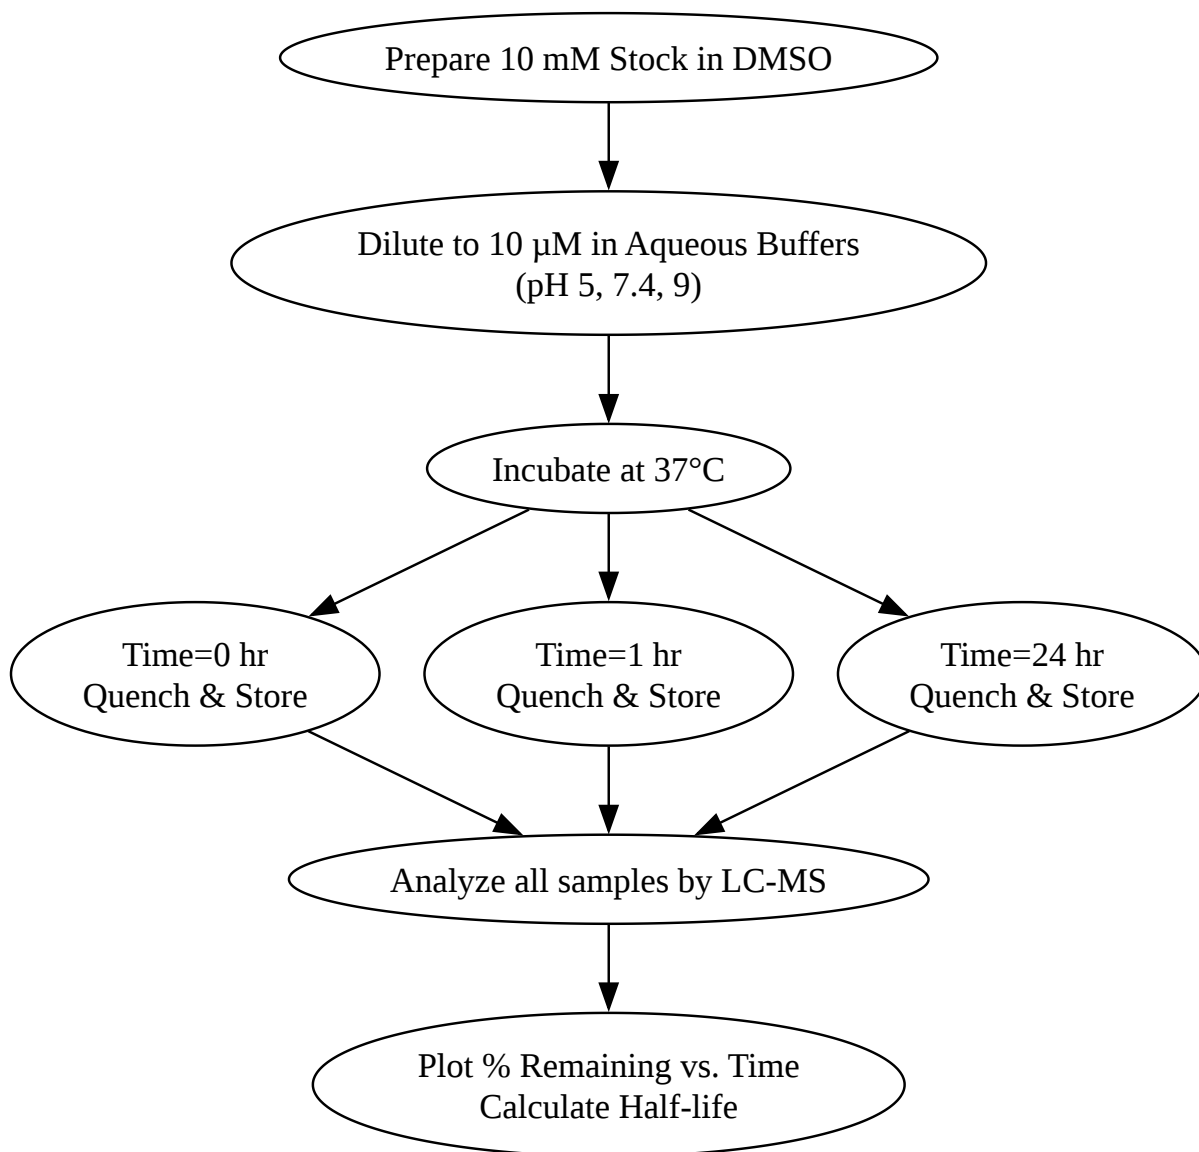 Prepare 10 mM Stock in DMSO
Dilute to 10 µM in Aqueous Buffers
(pH 5, 7.4, 9)
Incubate at 37°C
Time=0 hr
Quench & Store
Time=1 hr
Quench & Store
Time=24 hr
Quench & Store
Analyze all samples by LC-MS
Plot % Remaining vs. Time
Calculate Half-life